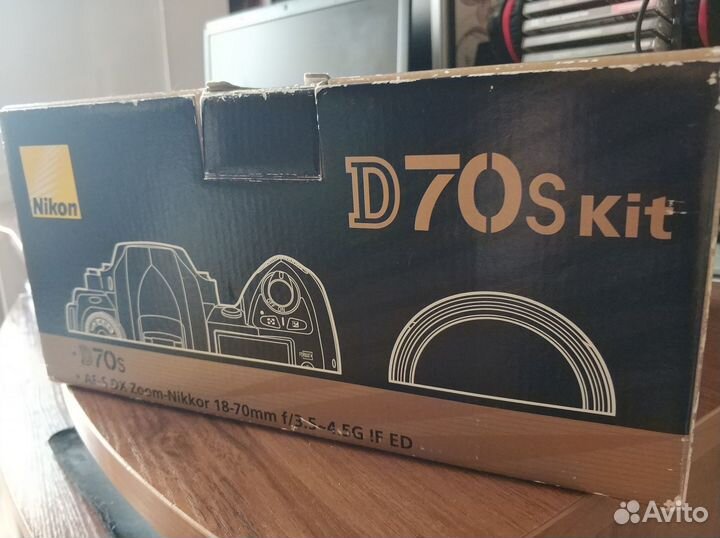 Nikon
D70s Kit
• D70s
• AF-S DX Zoom-Nikkor 18-70mm f/3.5-4.5G IF ED
Avito